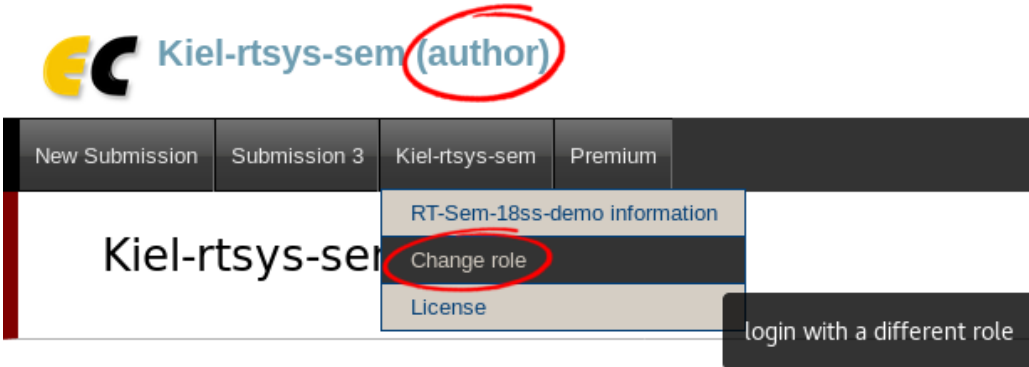 EC Kiel-rtsys-sem (author)
New Submission Submission 3 Kiel-rtsys-sem Premium
RT-Sem-18ss-demo information
Kiel-rtsys-sem
Change role
License
login with a different role